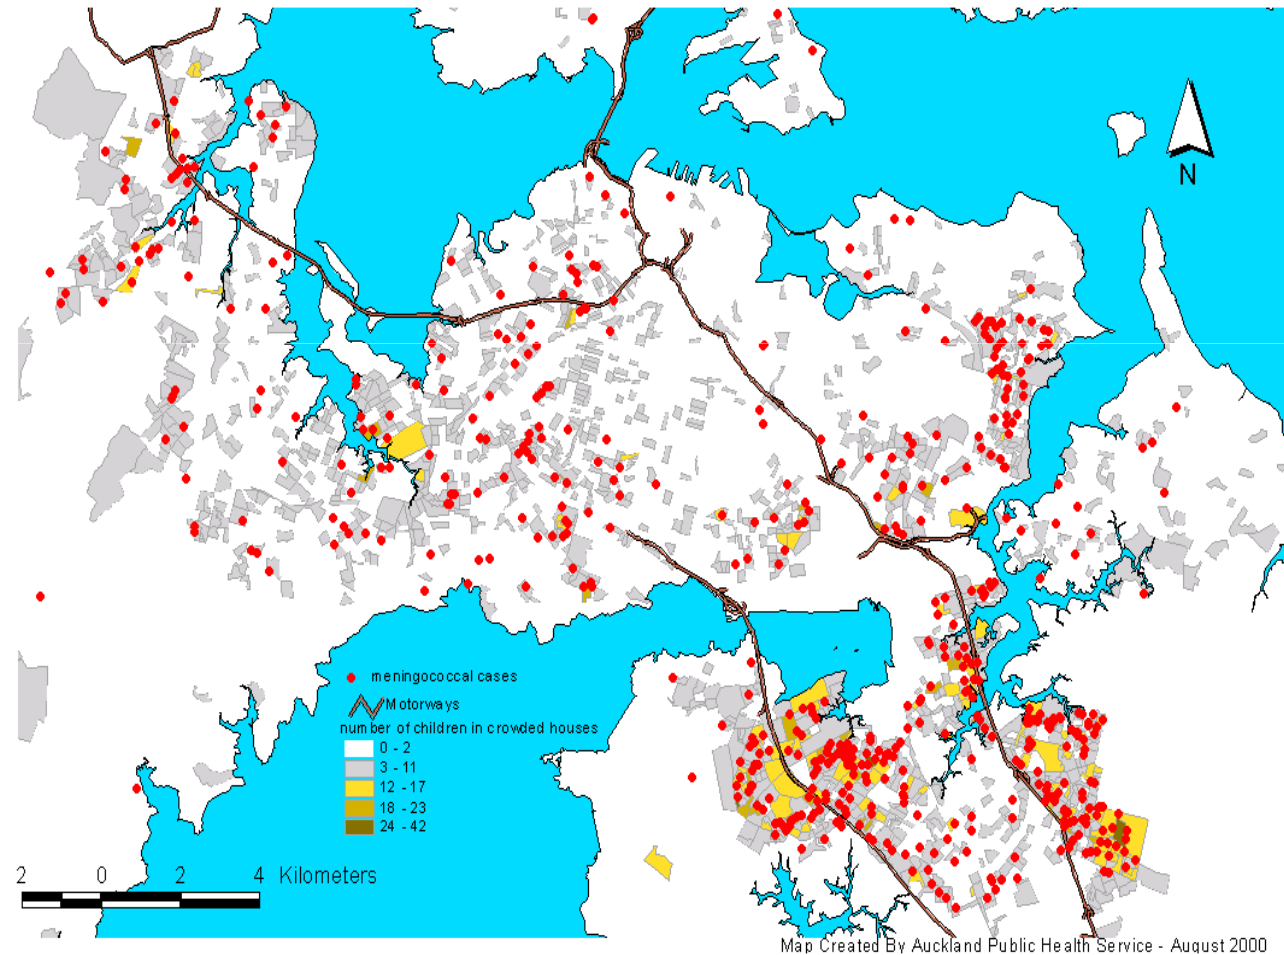 N
meningococcal cases
Motorways
number of children in crowded houses
0 - 2
3 - 11
12 - 17
18 - 23
24 - 42
2 0 2 4 Kilometers
Map Created By Auckland Public Health Service - August 2000